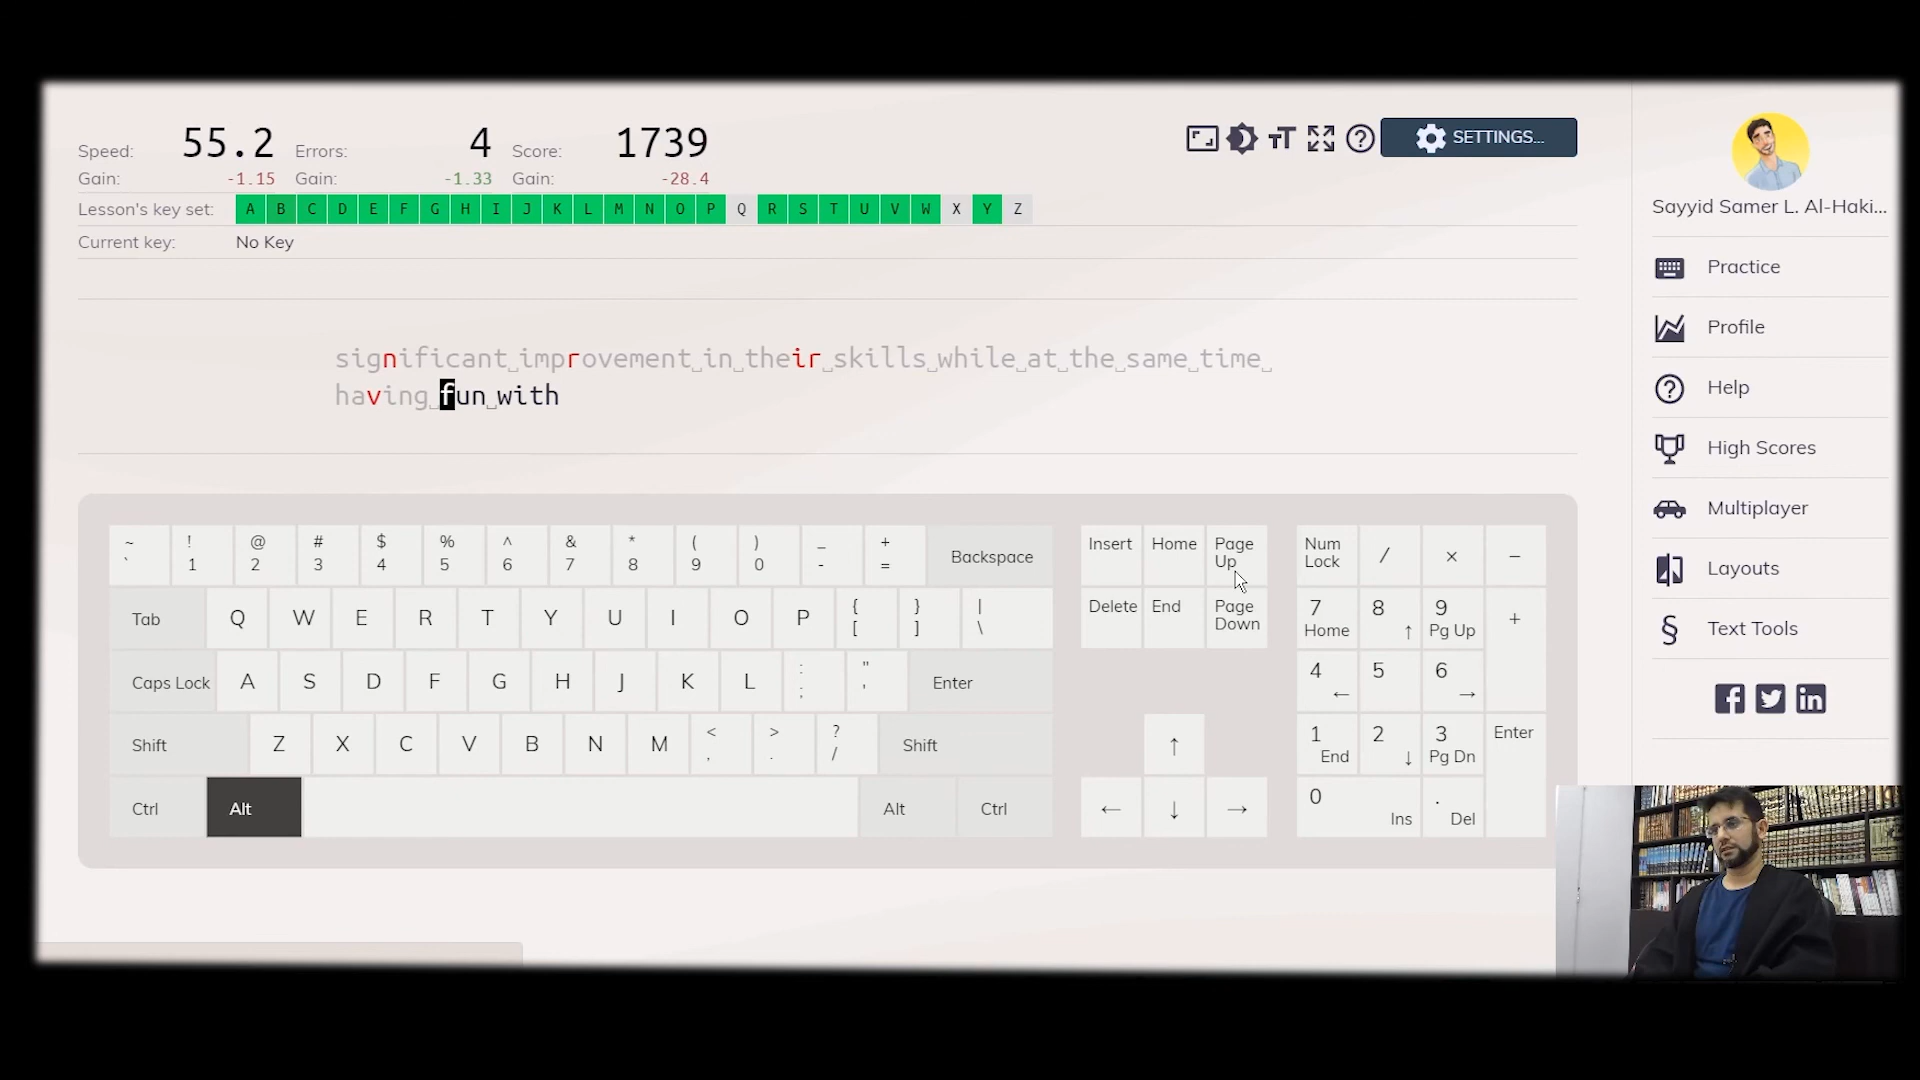 Speed: 55.2 Errors: 4 Score: 1739
Gain: -1.15 Gain: -1.33 Gain: -28.4
Lesson's key set: A B C D E F G H I J K L M N O P Q R S T U V W X Y Z
Current key: No Key
SETTINGS...
significant␣improvement␣in␣their␣skills␣while␣at␣the␣same␣time␣
having␣fun␣with
~ ! @ # $ % ^ & * ( ) _ +
` 1 2 3 4 5 6 7 8 9 0 - = Backspace
Tab Q W E R T Y U I O P { [ } ] | \
Caps Lock A S D F G H J K L : ; " ' Enter
Shift Z X C V B N M < , > . ? / Shift
Ctrl Alt Alt Ctrl
Insert Home Page Up
Delete End Page Down
↑
← ↓ →
Num Lock / × −
7 Home 8 ↑ 9 Pg Up +
4 ← 5 6 →
1 End 2 ↓ 3 Pg Dn Enter
0 Ins . Del
Sayyid Samer L. Al-Haki...
Practice
Profile
Help
High Scores
Multiplayer
Layouts
§ Text Tools